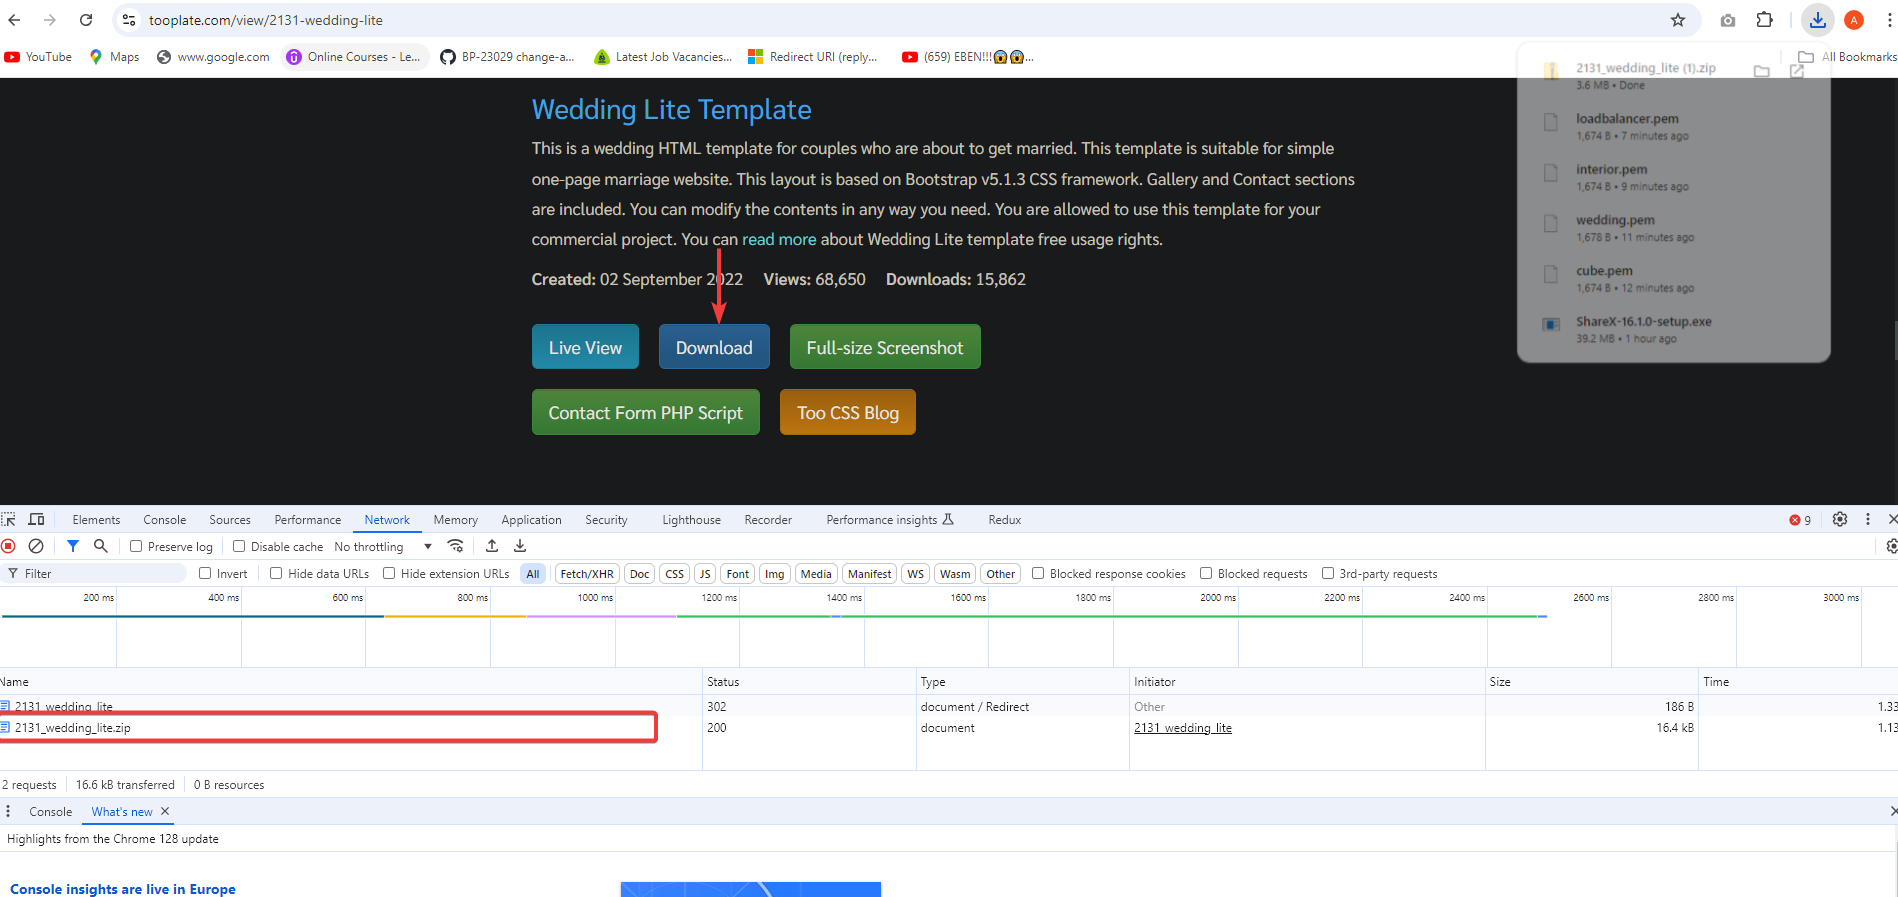 tooplate.com/view/2131-wedding-lite
A
YouTube
Maps
www.google.com
Online Courses - Le...
BP-23029 change-a...
Latest Job Vacancies...
Redirect URI (reply...
(659) EBEN!!!😱😱...
All Bookmarks
2131_wedding_lite (1).zip
3.6 MB • Done
loadbalancer.pem
1,674 B • 7 minutes ago
interior.pem
1,674 B • 9 minutes ago
wedding.pem
1,678 B • 11 minutes ago
cube.pem
1,674 B • 12 minutes ago
ShareX-16.1.0-setup.exe
39.2 MB • 1 hour ago
Wedding Lite Template
This is a wedding HTML template for couples who are about to get married. This template is suitable for simple
one-page marriage website. This layout is based on Bootstrap v5.1.3 CSS framework. Gallery and Contact sections
are included. You can modify the contents in any way you need. You are allowed to use this template for your
commercial project. You can read more about Wedding Lite template free usage rights.
Created: 02 September 2022 Views: 68,650 Downloads: 15,862
Live View
Download
Full-size Screenshot
Contact Form PHP Script
Too CSS Blog
Elements Console Sources Performance Network Memory Application Security Lighthouse Recorder Performance insights Redux 9
Preserve log Disable cache No throttling
Filter Invert Hide data URLs Hide extension URLs All Fetch/XHR Doc CSS JS Font Img Media Manifest WS Wasm Other Blocked response cookies Blocked requests 3rd-party requests
200 ms 400 ms 600 ms 800 ms 1000 ms 1200 ms 1400 ms 1600 ms 1800 ms 2000 ms 2200 ms 2400 ms 2600 ms 2800 ms 3000 ms
Name Status Type Initiator Size Time
2131_wedding_lite 302 document / Redirect Other 186 B 1.33
2131_wedding_lite.zip 200 document 2131_wedding_lite 16.4 kB 1.13
2 requests 16.6 kB transferred 0 B resources
Console What's new
Highlights from the Chrome 128 update
Console insights are live in Europe